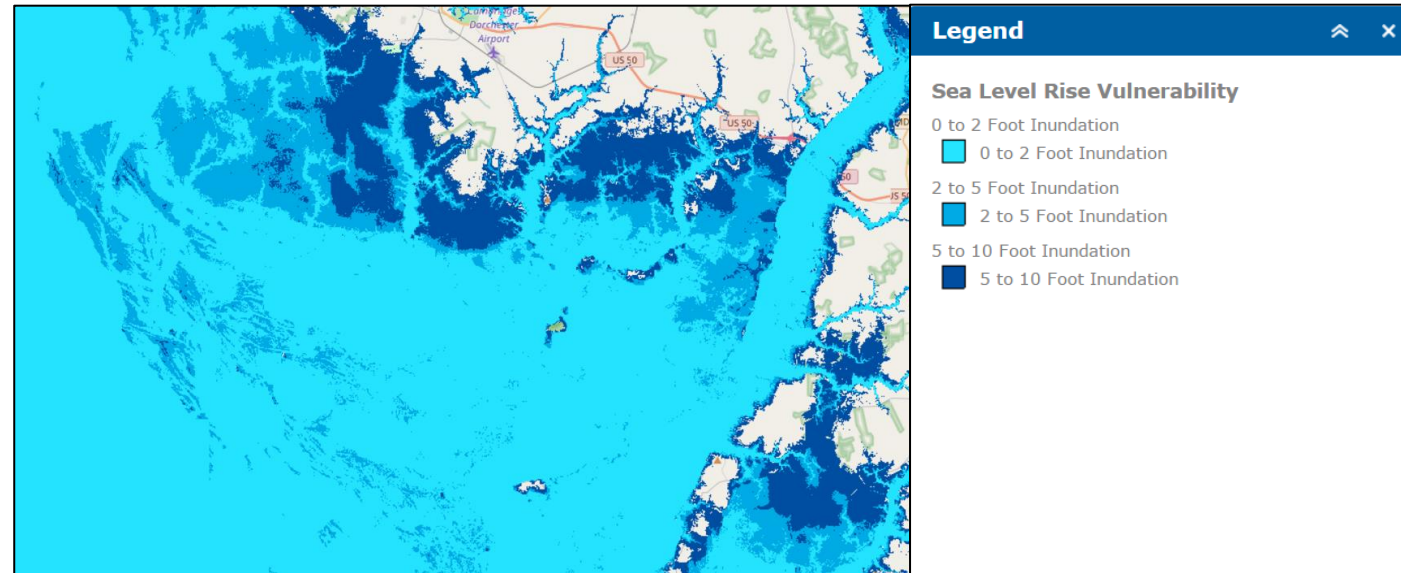 Dorchester
Airport
US 50
US 50
50
Legend
Sea Level Rise Vulnerability
0 to 2 Foot Inundation
0 to 2 Foot Inundation
2 to 5 Foot Inundation
2 to 5 Foot Inundation
5 to 10 Foot Inundation
5 to 10 Foot Inundation